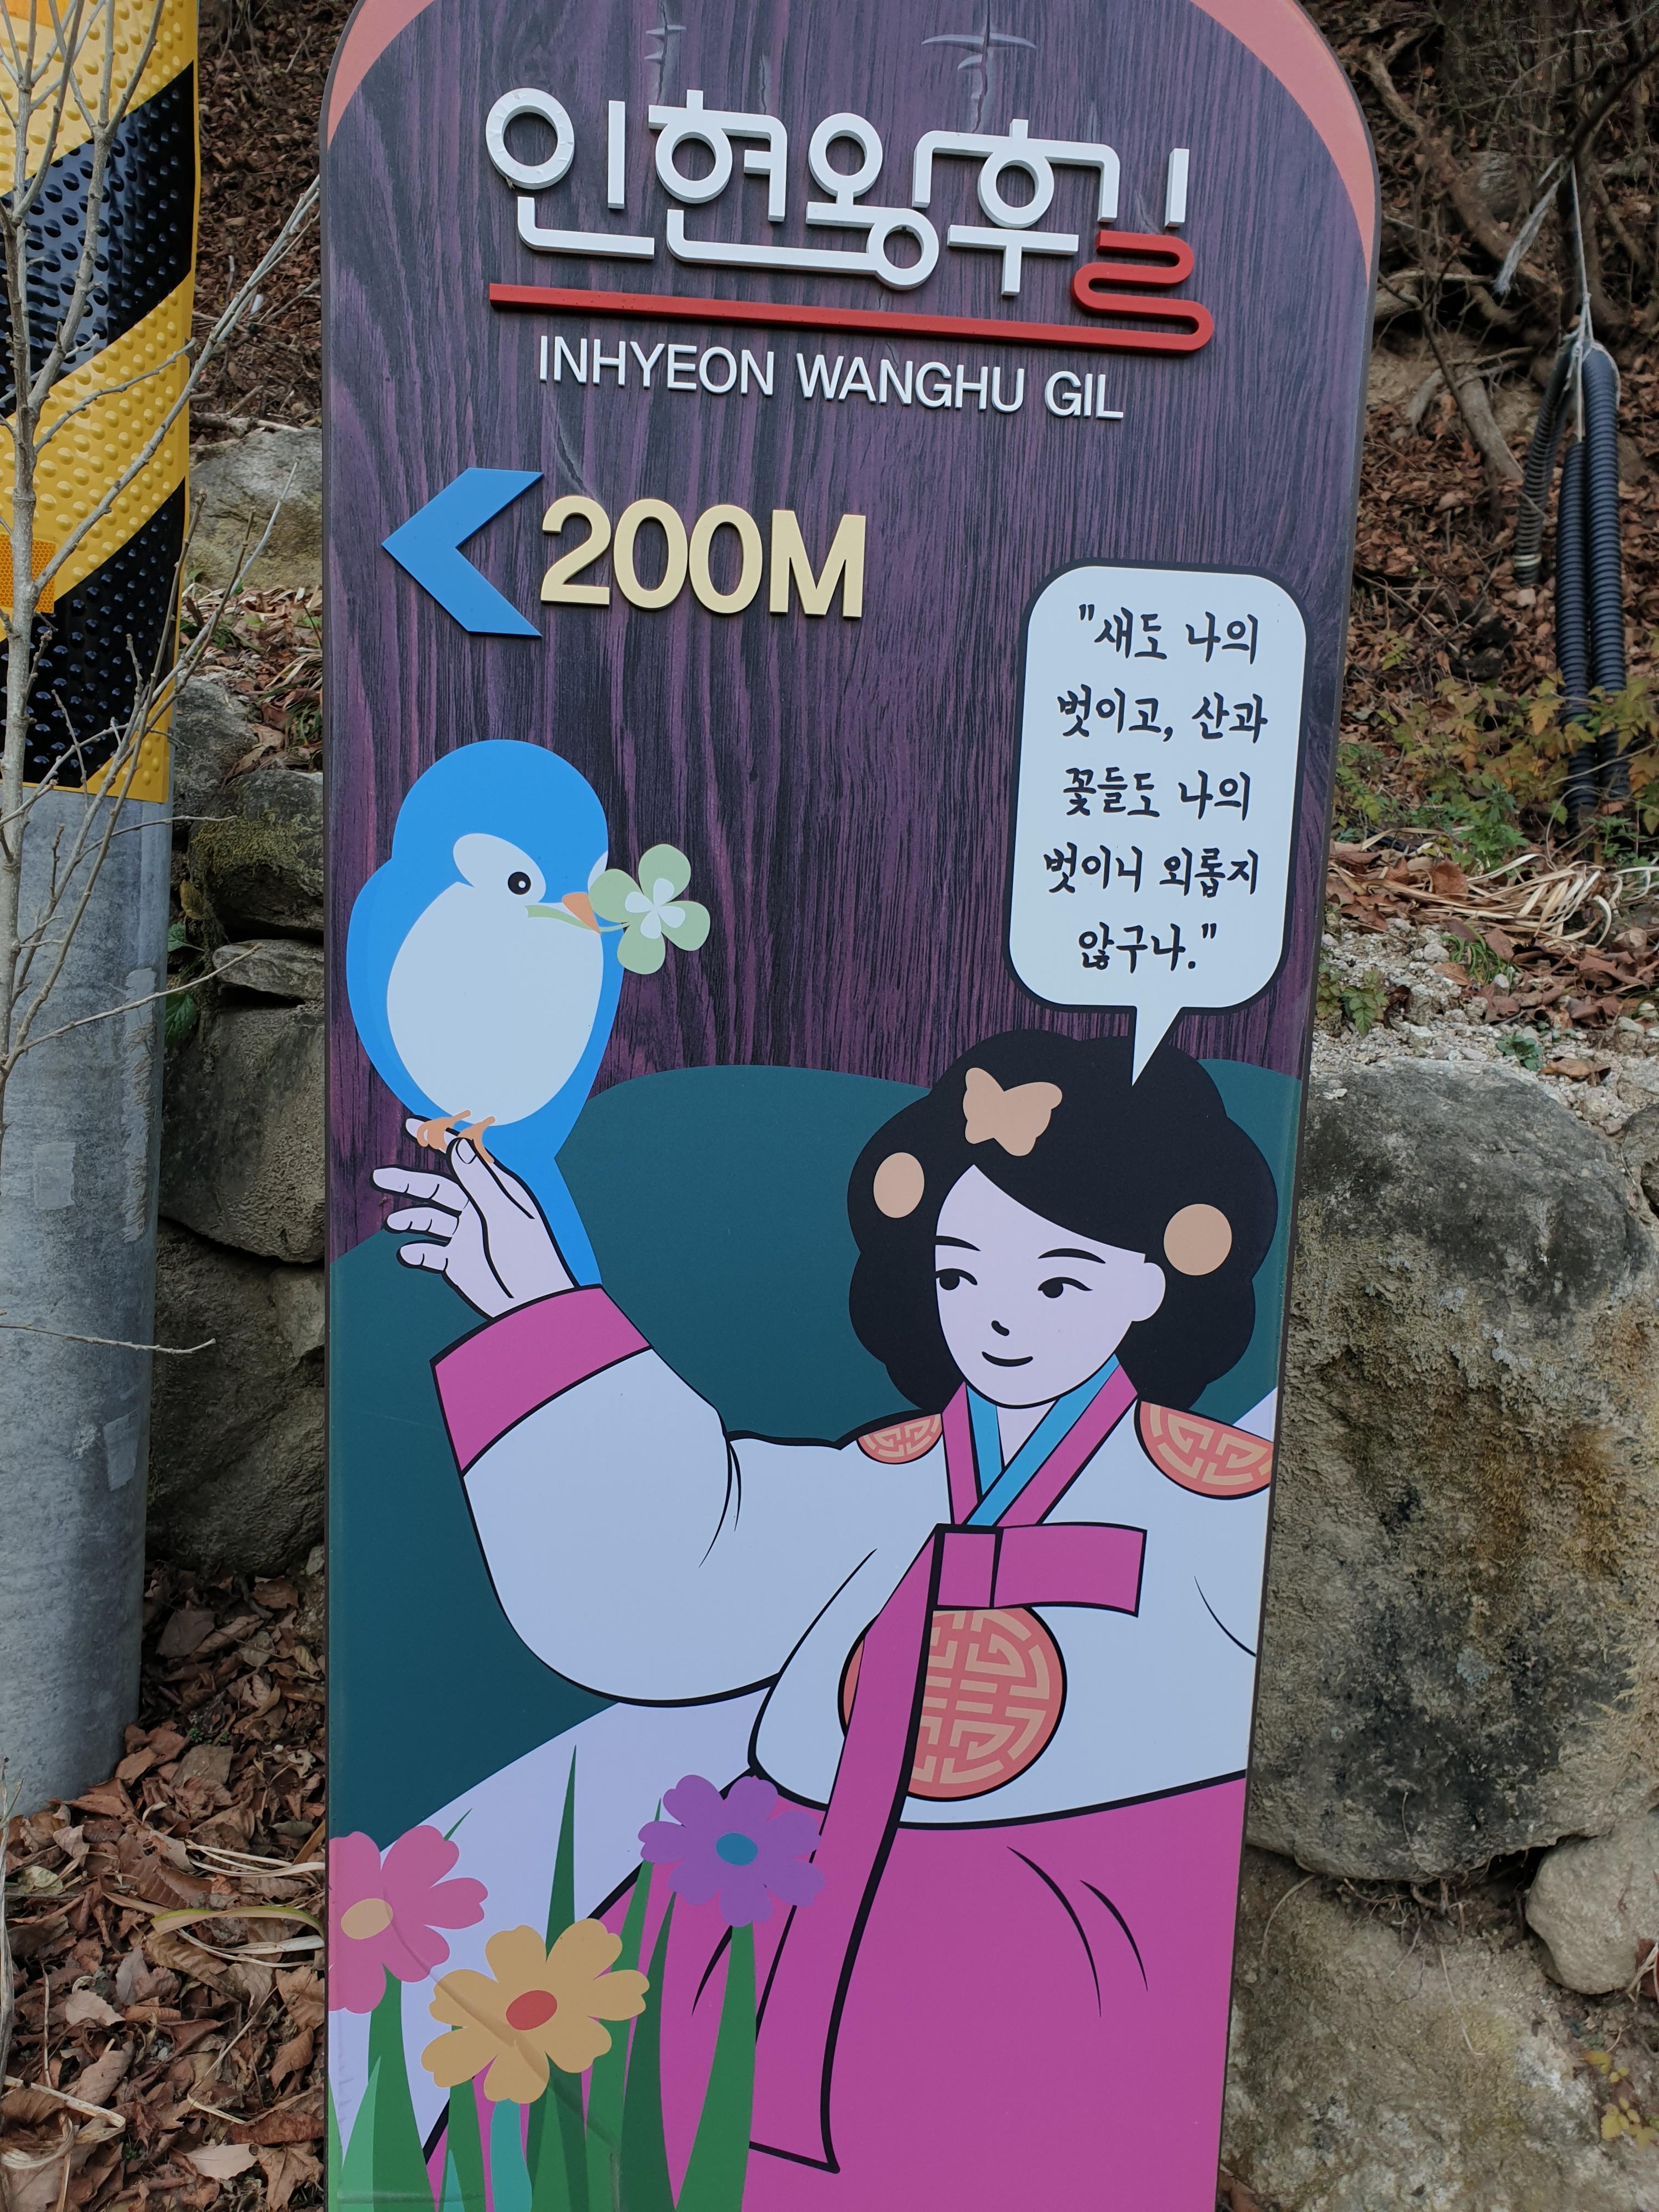 인현왕후길
INHYEON WANGHU GIL
200M
"새도 나의
벗이고, 산과
꽃들도 나의
벗이니 외롭지
않구나."